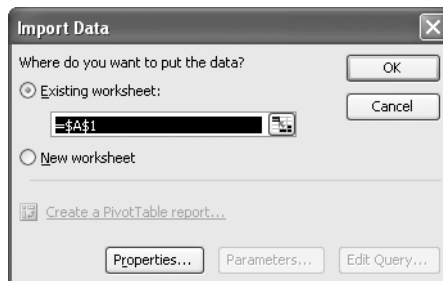 Import Data
Where do you want to put the data?
OK
Existing worksheet:
Cancel
=$A$1
New worksheet
Create a PivotTable report...
Properties...
Parameters...
Edit Query...